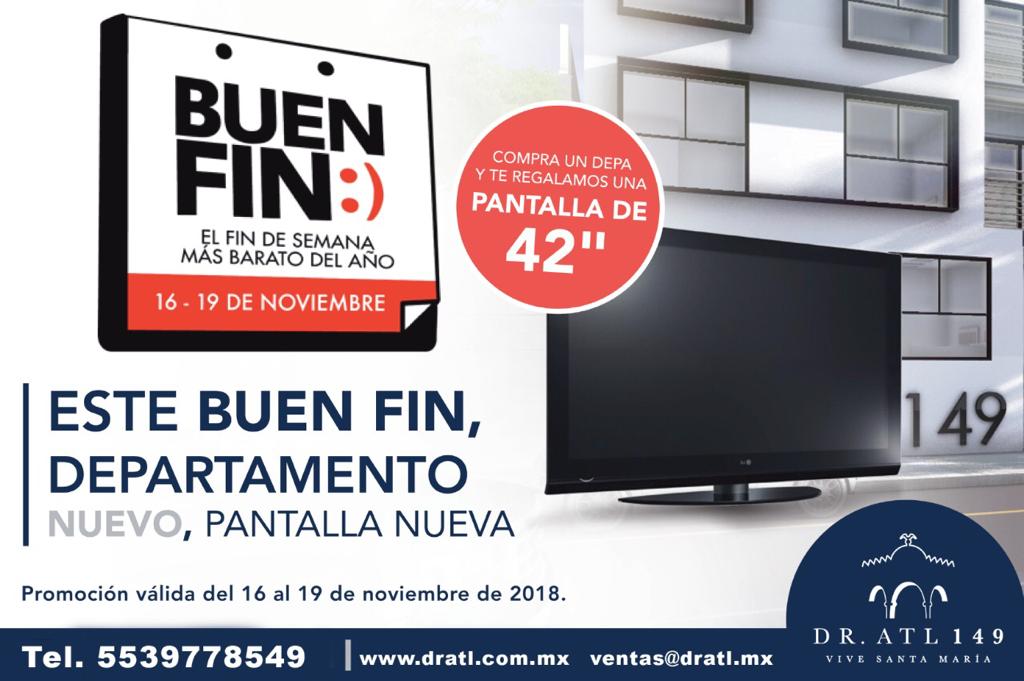 BUEN
FIN:)
EL FIN DE SEMANA
MÁS BARATO DEL AÑO
16 - 19 DE NOVIEMBRE
COMPRA UN DEPA
Y TE REGALAMOS UNA
PANTALLA DE
42"
149
ESTE BUEN FIN,
DEPARTAMENTO
NUEVO, PANTALLA NUEVA
Promoción válida del 16 al 19 de noviembre de 2018.
Tel. 5539778549 | www.dratl.com.mx ventas@dratl.mx
DR. ATL 149
VIVE SANTA MARÍA